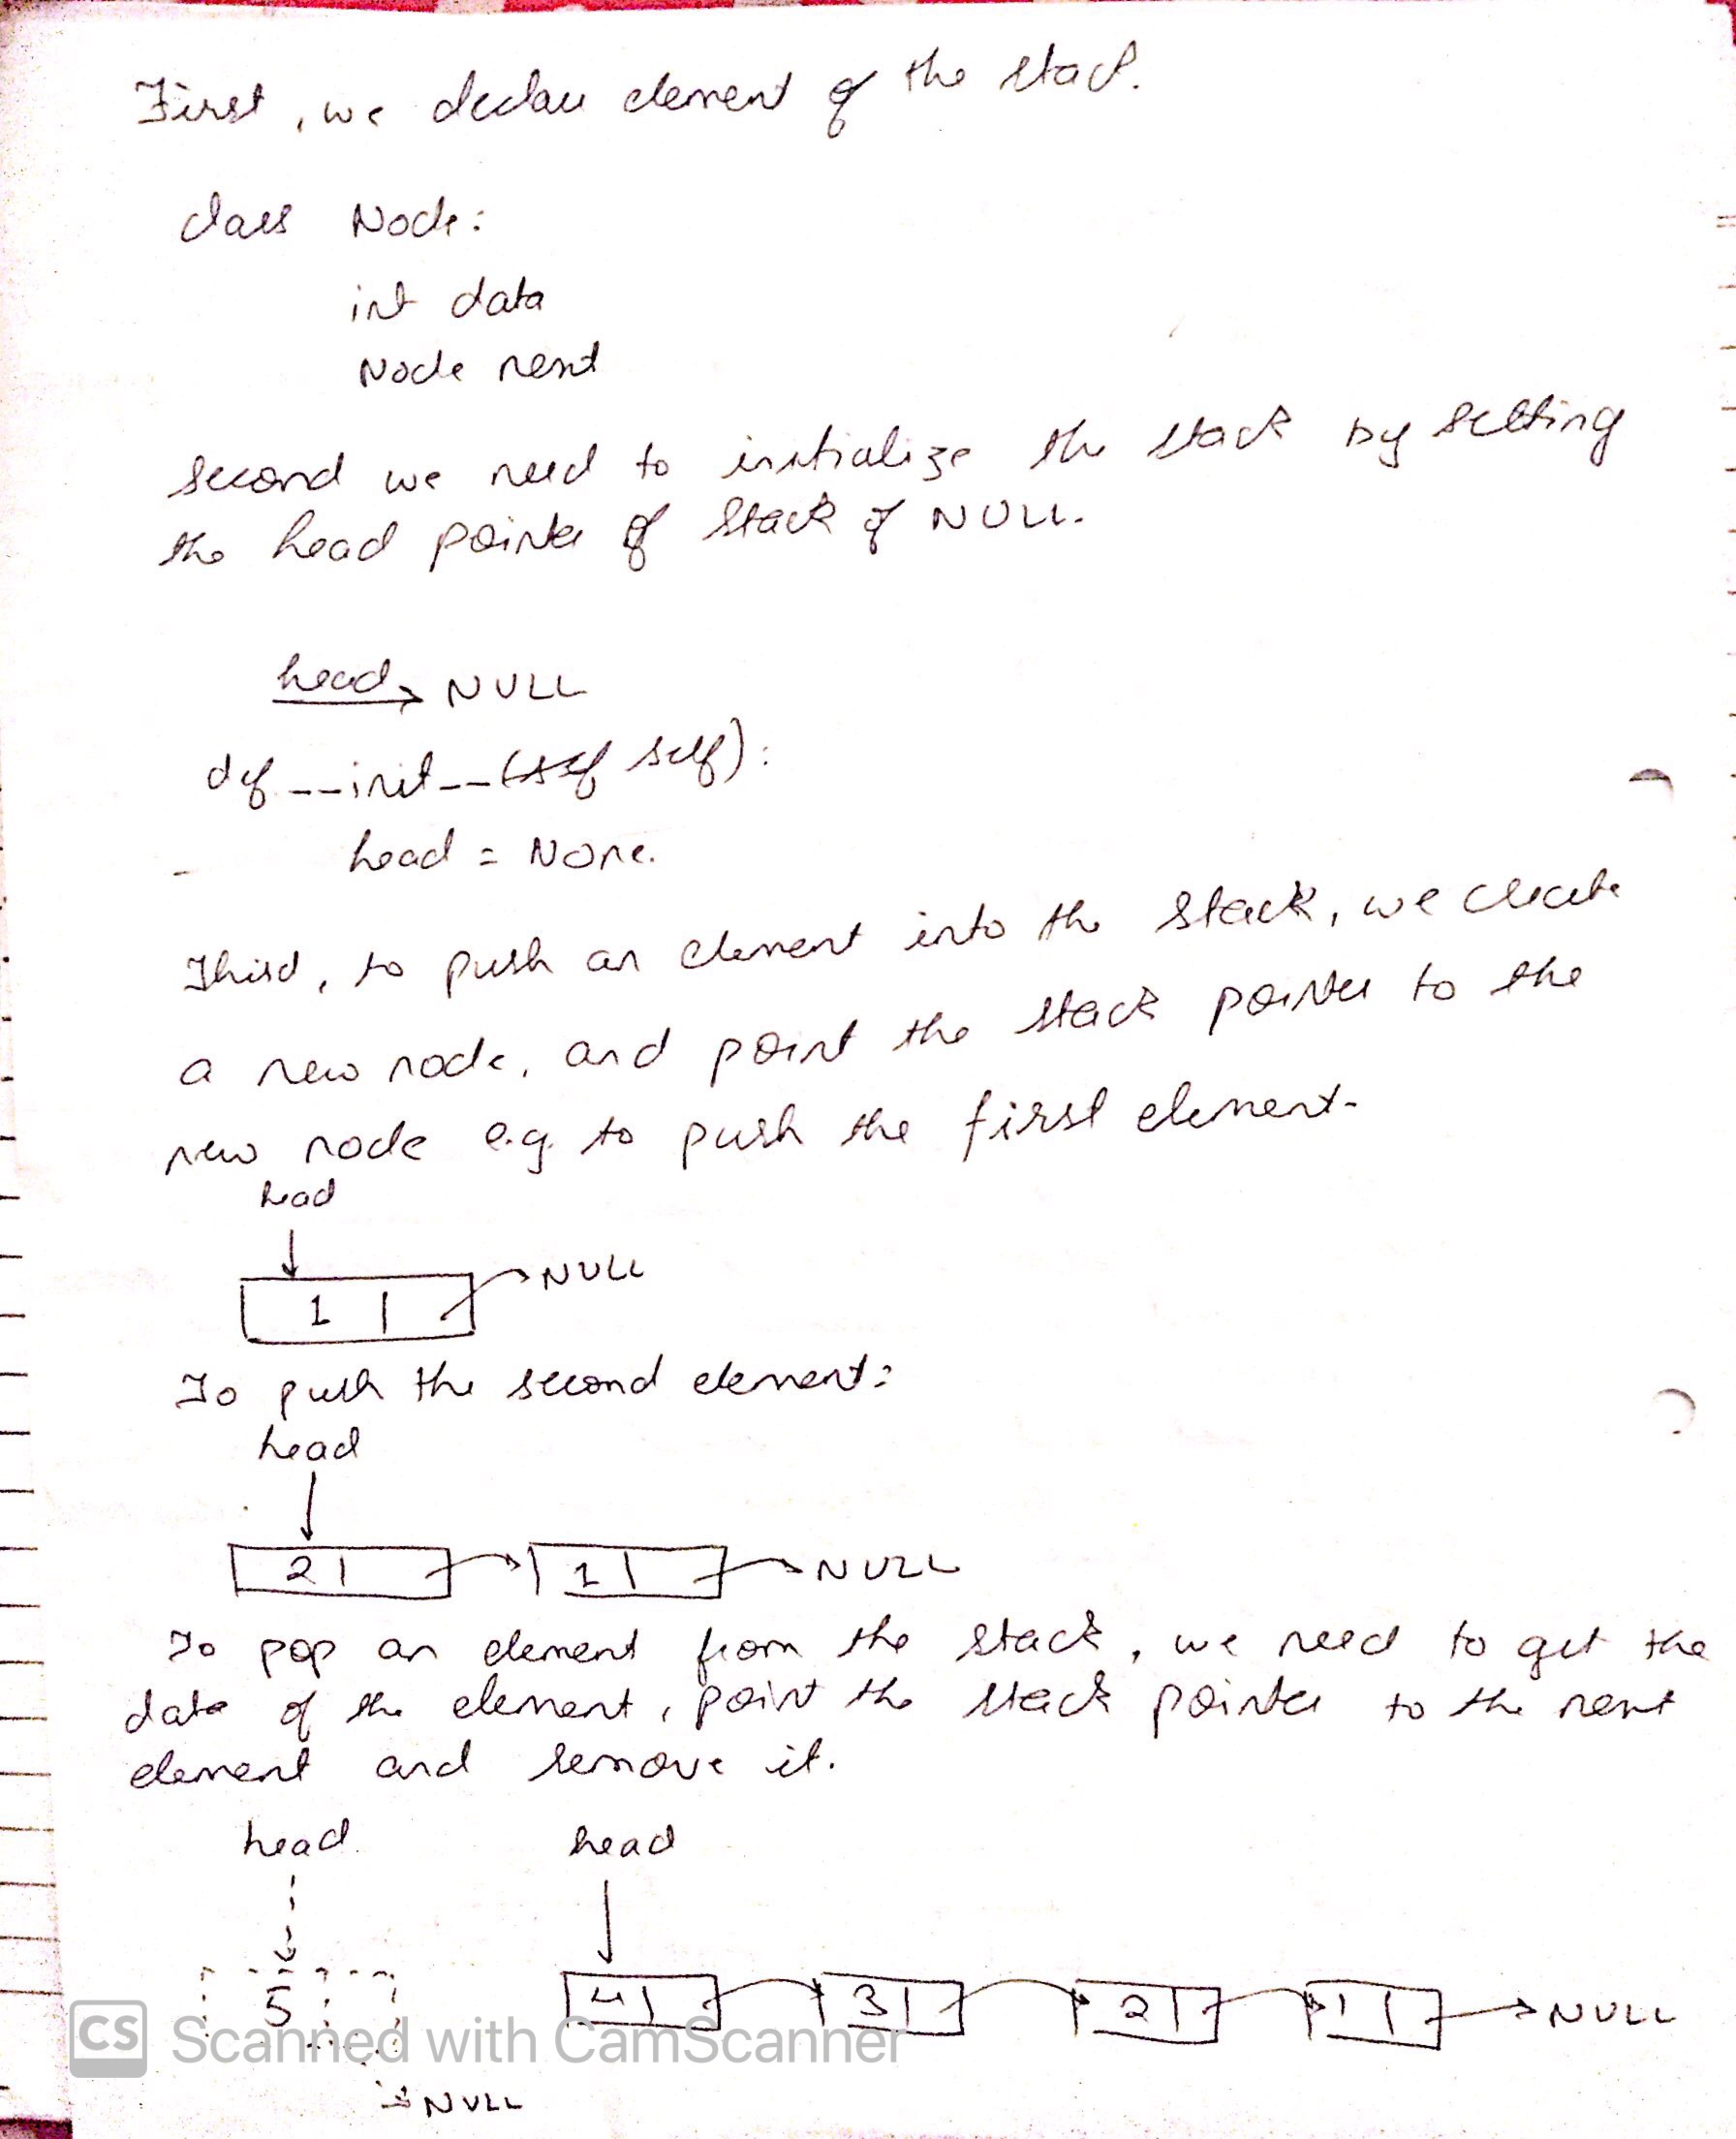 First, we declare element of the stack.
class Node:
int data
Node next
second we need to initialize the stack by setting
the head pointer of stack of NULL.
head → NULL
def __init__(self self):
head = None.
Third, to push an element into the stack, we create
a new node, and point the stack pointer to the
new node e.g. to push the first element-
head
1 NULL
To push the second element:
head
2 1 NULL
To pop an element from the stack, we need to get the
data of the element, point the stack pointer to the next
element and remove it.
head head
5 4 3 2 1 NULL
NULL
CS Scanned with CamScanner